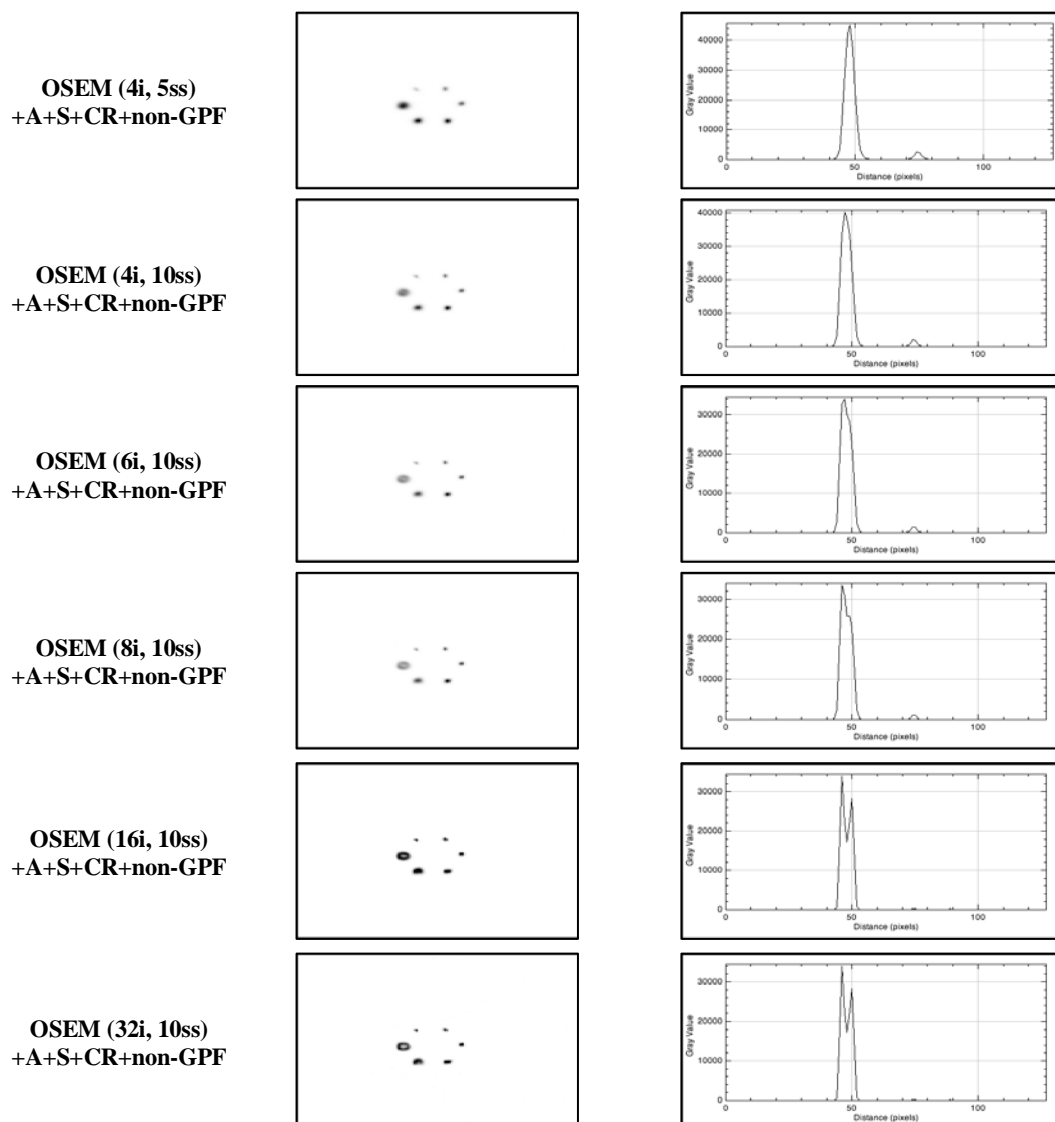 OSEM (4i, 5ss)
+A+S+CR+non-GPF
40000
30000
20000
10000
0
Gray Value
0
50
100
Distance (pixels)
OSEM (4i, 10ss)
+A+S+CR+non-GPF
40000
30000
20000
10000
0
Gray Value
0
50
100
Distance (pixels)
OSEM (6i, 10ss)
+A+S+CR+non-GPF
30000
20000
10000
0
Gray Value
0
50
100
Distance (pixels)
OSEM (8i, 10ss)
+A+S+CR+non-GPF
30000
20000
10000
0
Gray Value
0
50
100
Distance (pixels)
OSEM (16i, 10ss)
+A+S+CR+non-GPF
30000
20000
10000
0
Gray Value
0
50
100
Distance (pixels)
OSEM (32i, 10ss)
+A+S+CR+non-GPF
30000
20000
10000
0
Gray Value
0
50
100
Distance (pixels)